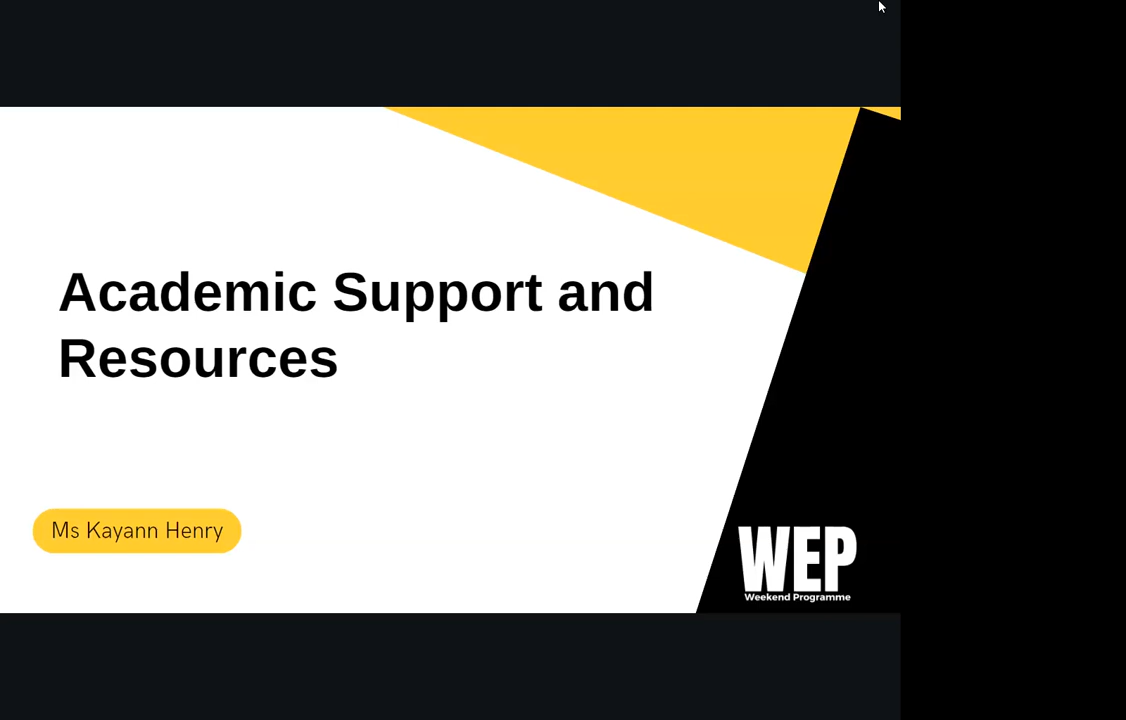 Academic Support and
Resources
Ms Kayann Henry
WEP
Weekend Programme